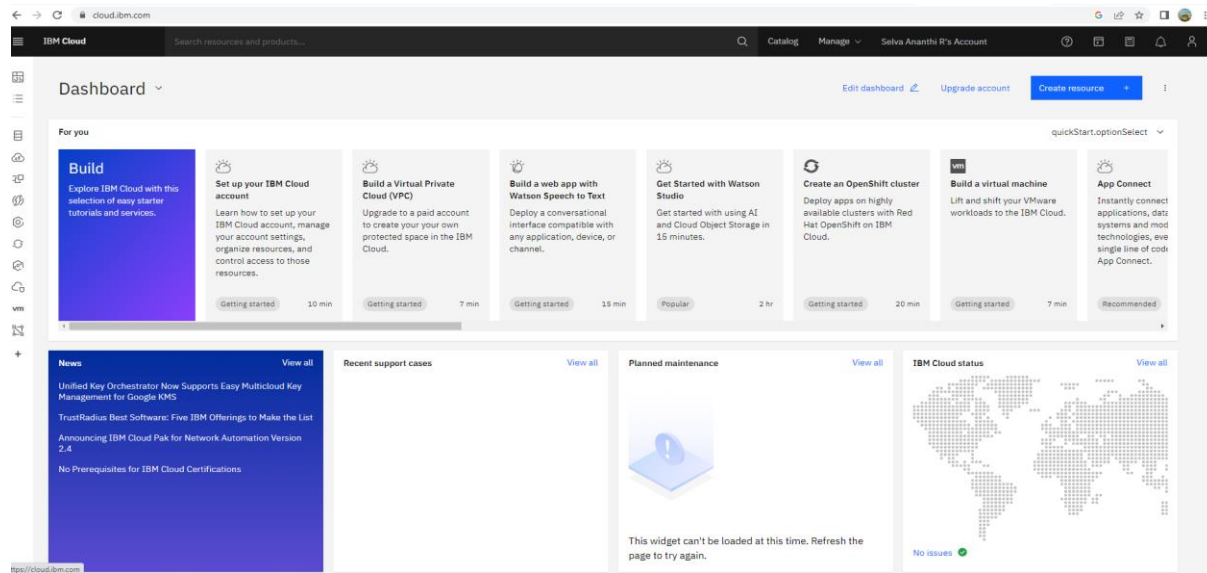 cloud.ibm.com
IBM Cloud
Search resources and products...
Catalog
Manage
Selva Ananthi R's Account
Dashboard
Edit dashboard
Upgrade account
Create resource +
For you
quickStart.optionSelect
Build
Explore IBM Cloud with this
selection of easy starter
tutorials and services.
Set up your IBM Cloud
account
Learn how to set up your
IBM Cloud account, manage
your account settings,
organize resources, and
control access to those
resources.
Getting started 10 min
Build a Virtual Private
Cloud (VPC)
Upgrade to a paid account
to create your your own
protected space in the IBM
Cloud.
Getting started 7 min
Build a web app with
Watson Speech to Text
Deploy a conversational
interface compatible with
any application, device, or
channel.
Getting started 15 min
Get Started with Watson
Studio
Get started with using AI
and Cloud Object Storage in
15 minutes.
Popular 2 hr
Create an OpenShift cluster
Deploy apps on highly
available clusters with Red
Hat OpenShift on IBM
Cloud.
Getting started 20 min
vm
Build a virtual machine
Lift and shift your VMware
workloads to the IBM Cloud.
Getting started 7 min
App Connect
Instantly connect
applications, data
systems and mod
technologies, eve
single line of code
App Connect.
Recommended
vm
News View all
Unified Key Orchestrator Now Supports Easy Multicloud Key
Management for Google KMS
TrustRadius Best Software: Five IBM Offerings to Make the List
Announcing IBM Cloud Pak for Network Automation Version
2.4
No Prerequisites for IBM Cloud Certifications
Recent support cases View all
Planned maintenance View all
This widget can't be loaded at this time. Refresh the
page to try again.
IBM Cloud status View all
No issues
ttps://cloud.ibm.com